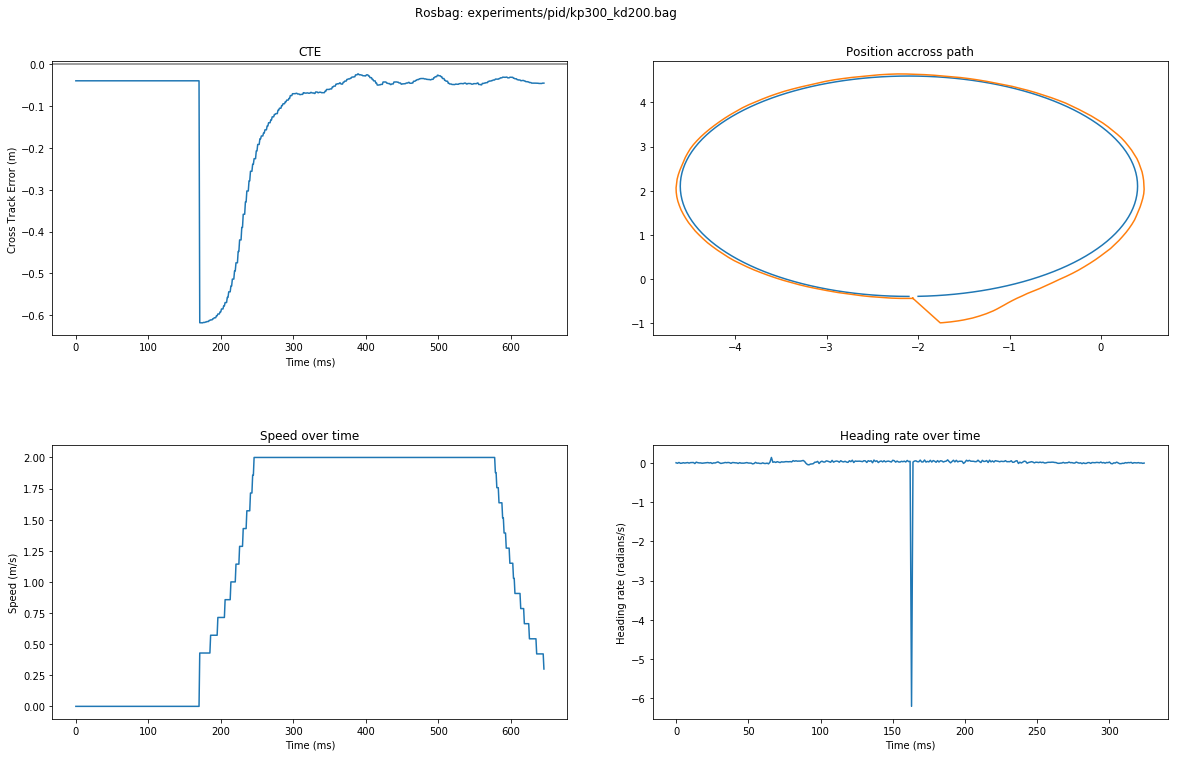 Rosbag: experiments/pid/kp300_kd200.bag
CTE
Cross Track Error (m)
0.0
−0.1
−0.2
−0.3
−0.4
−0.5
−0.6
0 100 200 300 400 500 600
Time (ms)
Position accross path
4
3
2
1
0
−1
−4 −3 −2 −1 0
Speed over time
Speed (m/s)
2.00
1.75
1.50
1.25
1.00
0.75
0.50
0.25
0.00
0 100 200 300 400 500 600
Time (ms)
Heading rate over time
Heading rate (radians/s)
0
−1
−2
−3
−4
−5
−6
0 50 100 150 200 250 300
Time (ms)